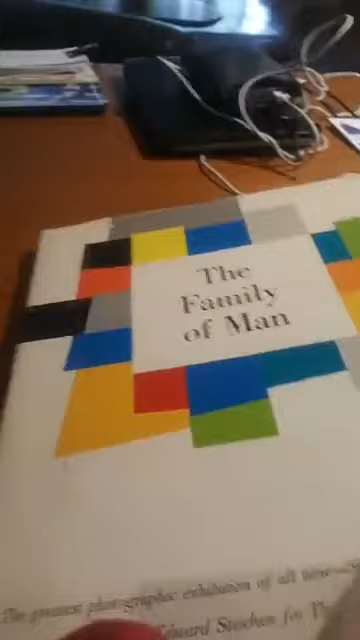 The
Family
of Man
The greatest photographic exhibition of all time—
Edward Steichen for